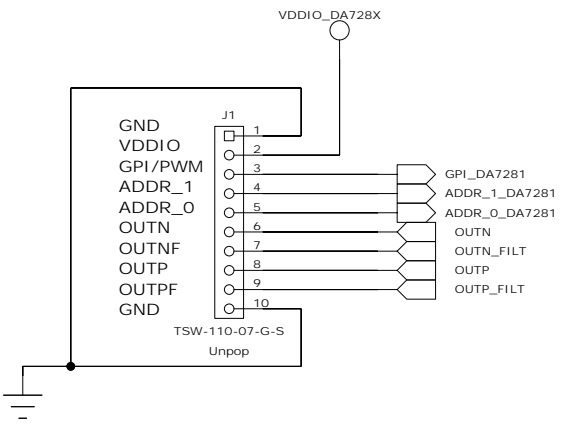 VDDIO_DA728X
J1
GND
1
VDDIO
2
GPI/PWM
3
GPI_DA7281
ADDR_1
4
ADDR_1_DA7281
ADDR_0
5
ADDR_0_DA7281
OUTN
6
OUTN
OUTNF
7
OUTN_FILT
OUTP
8
OUTP
OUTPF
9
OUTP_FILT
GND
10
TSW-110-07-G-S
Unpop